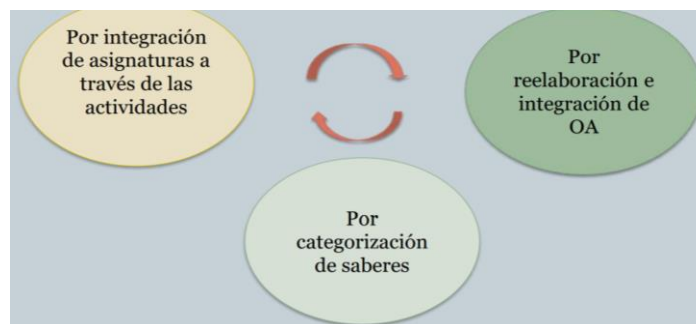 Por integración
de asignaturas a
través de las
actividades
Por
reelaboración e
integración de
OA
Por
categorización
de saberes